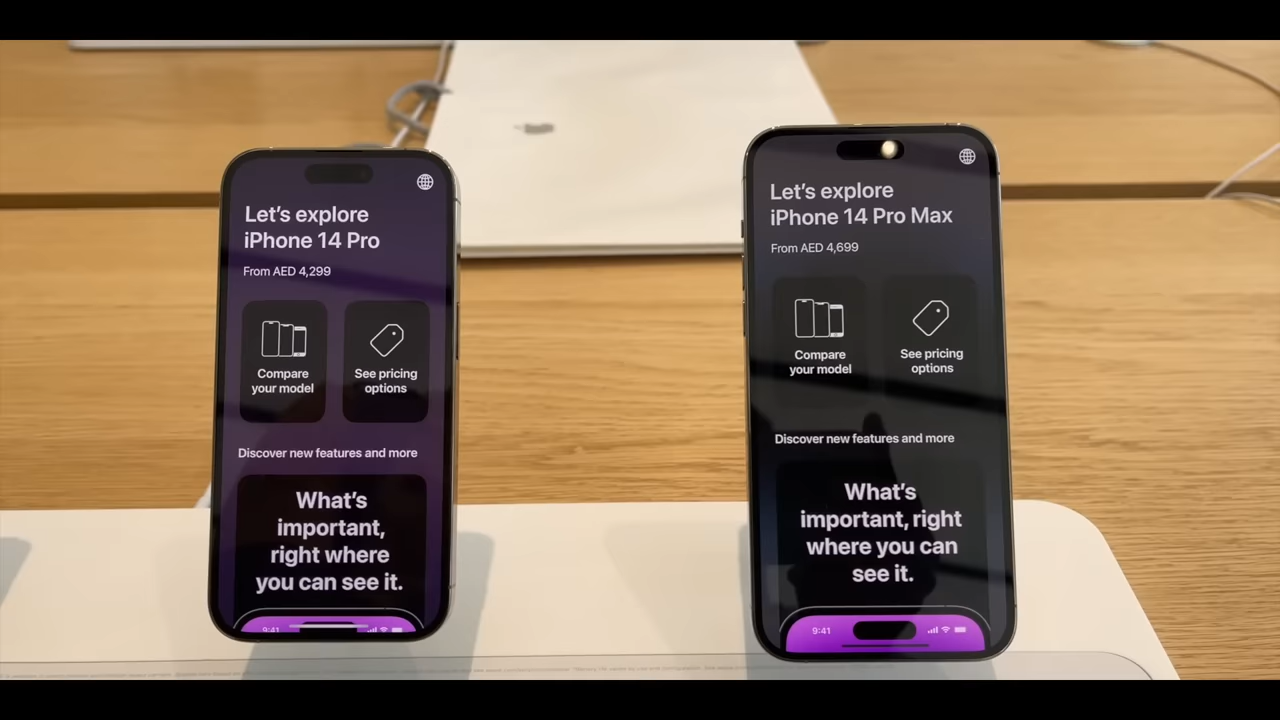 Let's explore
iPhone 14 Pro
From AED 4,299
Compare
your model
See pricing
options
Discover new features and more
What's
important,
right where
you can see it.
9:41
Let's explore
iPhone 14 Pro Max
From AED 4,699
Compare
your model
See pricing
options
Discover new features and more
What's
important, right
where you can
see it.
9:41